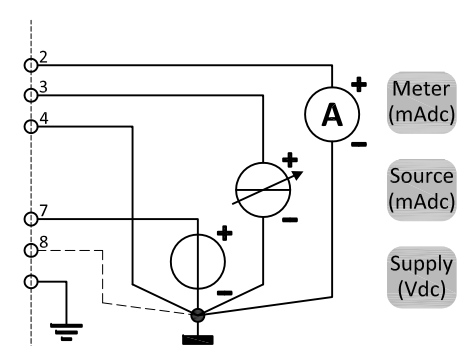 2
3
4
7
8
+
A
−
+
−
+
−
Meter
(mAdc)
Source
(mAdc)
Supply
(Vdc)